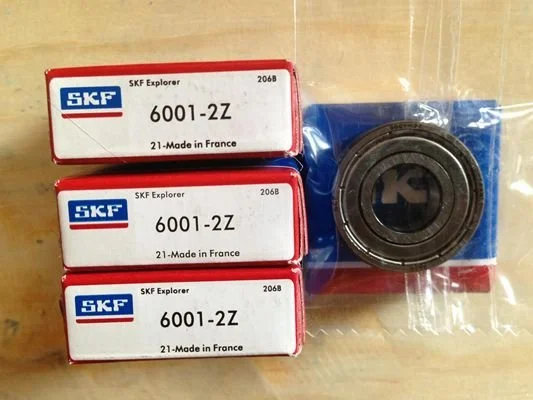 SKF
SKF Explorer
206B
6001-2Z
21-Made in France
SKF
SKF Explorer
206B
6001-2Z
21-Made in France
SKF
SKF Explorer
206B
6001-2Z
21-Made in France
K